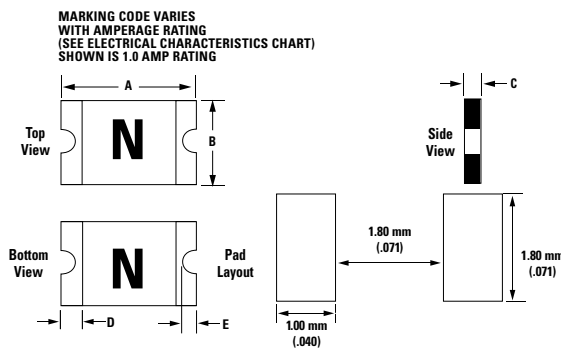 MARKING CODE VARIES
WITH AMPERAGE RATING
(SEE ELECTRICAL CHARACTERISTICS CHART)
SHOWN IS 1.0 AMP RATING
A
C
Top
View
N
B
Side
View
Bottom
View
N
Pad
Layout
1.80 mm
(.071)
1.80 mm
(.071)
D
E
1.00 mm
(.040)